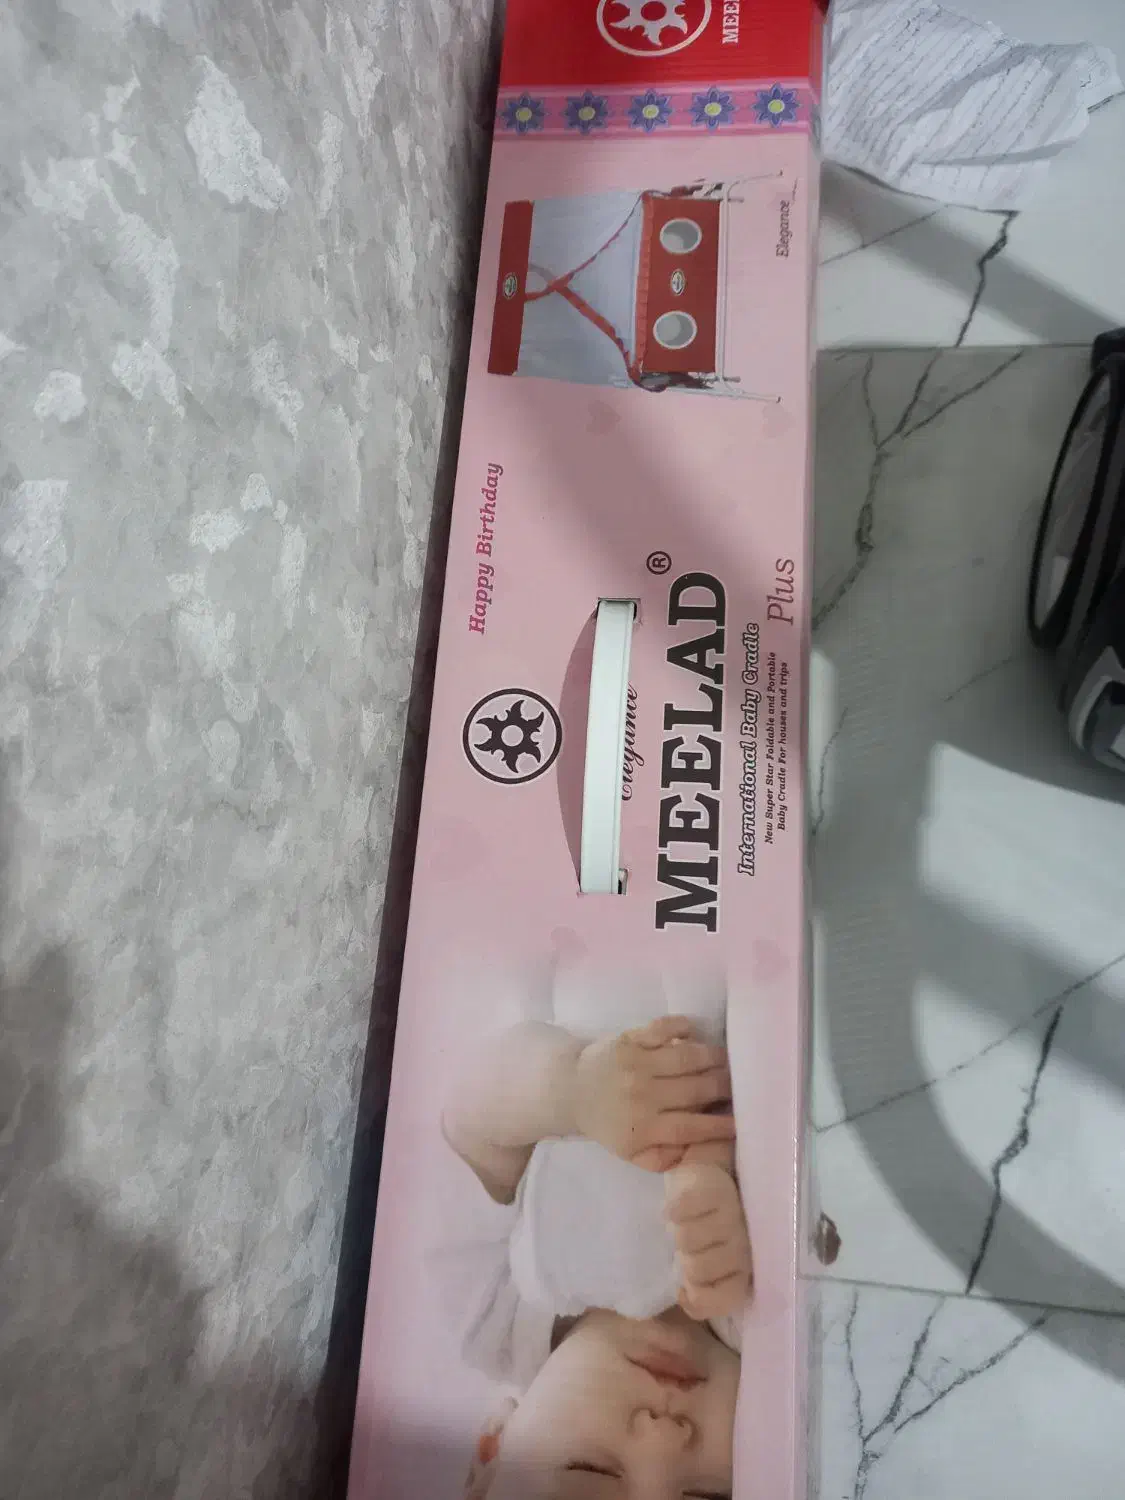 MEE
Elegance
Happy Birthday
Elegance
MEELAD®
International Baby Cradle
Plus
New Super Star Foldable and Portable
Baby Cradle For houses and trips